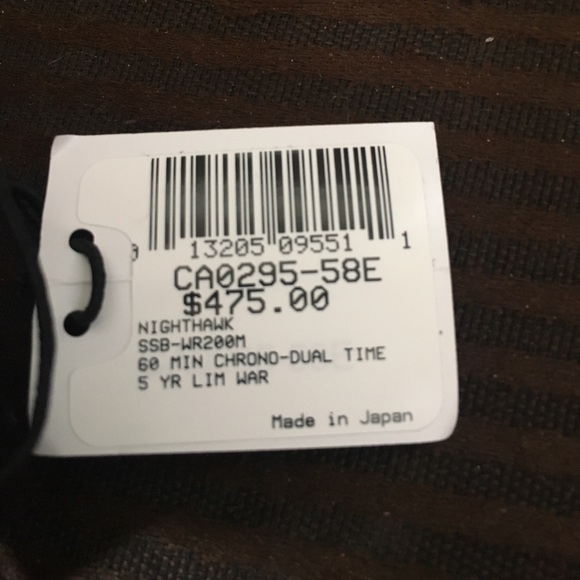 0 13205 09551 1
CA0295-58E
$475.00
NIGHTHAWK
SSB-WR200M
60 MIN CHRONO-DUAL TIME
5 YR LIM WAR
Made in Japan